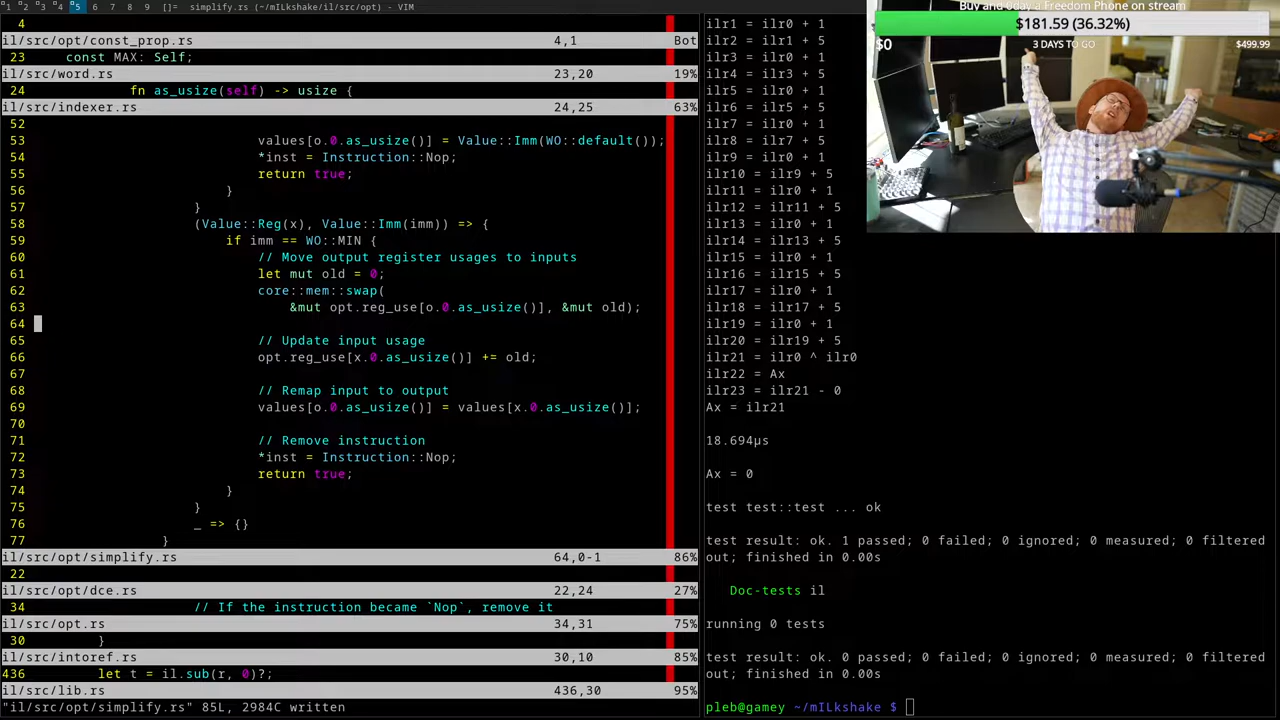 1 2 3 4 5 6 7 8 9 []= simplify.rs (~/mILkshake/il/src/opt) - VIM
4
il/src/opt/const_prop.rs 4,1 Bot
23 const MAX: Self;
il/src/word.rs 23,20 19%
24 fn as_usize(self) -> usize {
il/src/indexer.rs 24,25 63%
52
53 values[o.0.as_usize()] = Value::Imm(WO::default());
54 *inst = Instruction::Nop;
55 return true;
56 }
57 }
58 (Value::Reg(x), Value::Imm(imm)) => {
59 if imm == WO::MIN {
60 // Move output register usages to inputs
61 let mut old = 0;
62 core::mem::swap(
63 &mut opt.reg_use[o.0.as_usize()], &mut old);
64
65 // Update input usage
66 opt.reg_use[x.0.as_usize()] += old;
67
68 // Remap input to output
69 values[o.0.as_usize()] = values[x.0.as_usize()];
70
71 // Remove instruction
72 *inst = Instruction::Nop;
73 return true;
74 }
75 }
76 _ => {}
77 }
il/src/opt/simplify.rs 64,0-1 86%
22
il/src/opt/dce.rs 22,24 27%
34 // If the instruction became `Nop`, remove it
il/src/opt.rs 34,31 75%
30 }
il/src/intoref.rs 30,10 85%
436 let t = il.sub(r, 0)?;
il/src/lib.rs 436,30 95%
"il/src/opt/simplify.rs" 85L, 2984C written
ilr1 = ilr0 + 1
ilr2 = ilr1 + 5
ilr3 = ilr0 + 1
ilr4 = ilr3 + 5
ilr5 = ilr0 + 1
ilr6 = ilr5 + 5
ilr7 = ilr0 + 1
ilr8 = ilr7 + 5
ilr9 = ilr0 + 1
ilr10 = ilr9 + 5
ilr11 = ilr0 + 1
ilr12 = ilr11 + 5
ilr13 = ilr0 + 1
ilr14 = ilr13 + 5
ilr15 = ilr0 + 1
ilr16 = ilr15 + 5
ilr17 = ilr0 + 1
ilr18 = ilr17 + 5
ilr19 = ilr0 + 1
ilr20 = ilr19 + 5
ilr21 = ilr0 ^ ilr0
ilr22 = Ax
ilr23 = ilr21 - 0
Ax = ilr21
18.694µs
Ax = 0
test test::test ... ok
test result: ok. 1 passed; 0 failed; 0 ignored; 0 measured; 0 filtered
out; finished in 0.00s
Doc-tests il
running 0 tests
test result: ok. 0 passed; 0 failed; 0 ignored; 0 measured; 0 filtered
out; finished in 0.00s
pleb@gamey ~/mILkshake $
Buy and 0day a Freedom Phone on stream
$181.59 (36.32%)
$0 3 DAYS TO GO $499.99